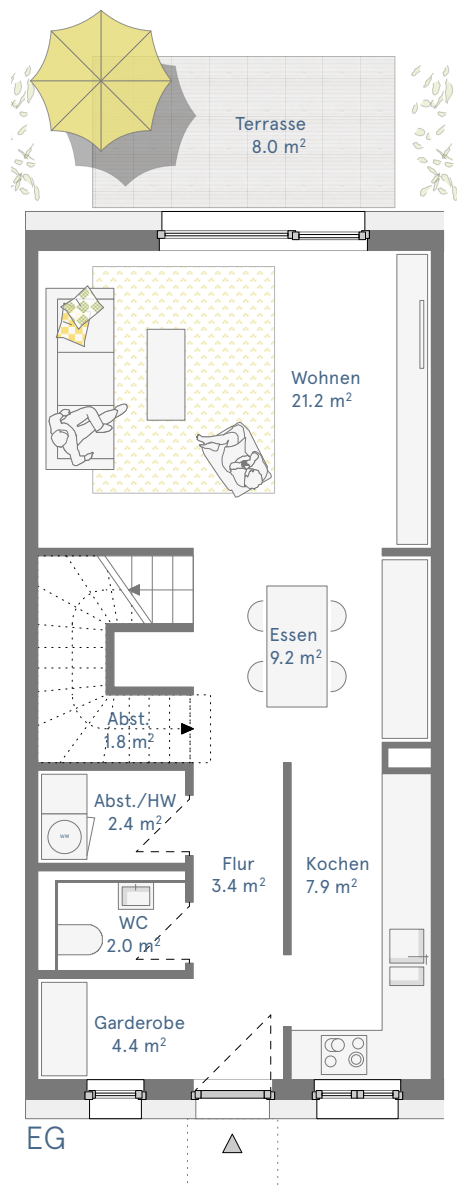 Terrasse
8.0 m²
Wohnen
21.2 m²
Essen
9.2 m²
Abst.
1.8 m²
Abst./HW
2.4 m²
WW
Flur
3.4 m²
Kochen
7.9 m²
WC
2.0 m²
Garderobe
4.4 m²
EG